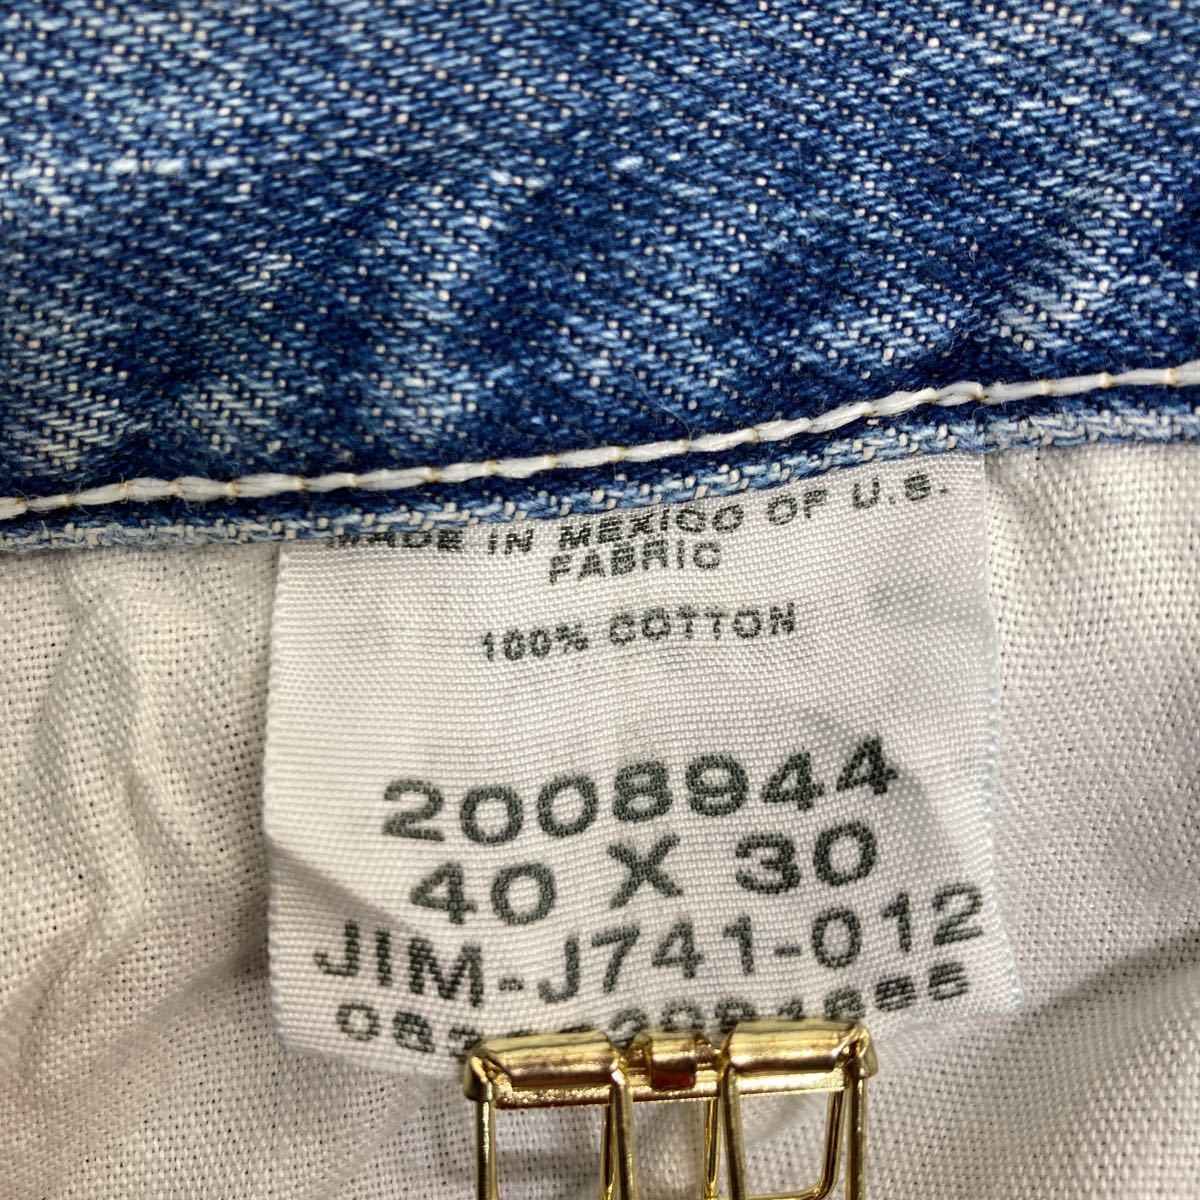 MADE IN MEXICO OF U.S.
FABRIC
100% COTTON
2008944
40 X 30
JIM-J741-012